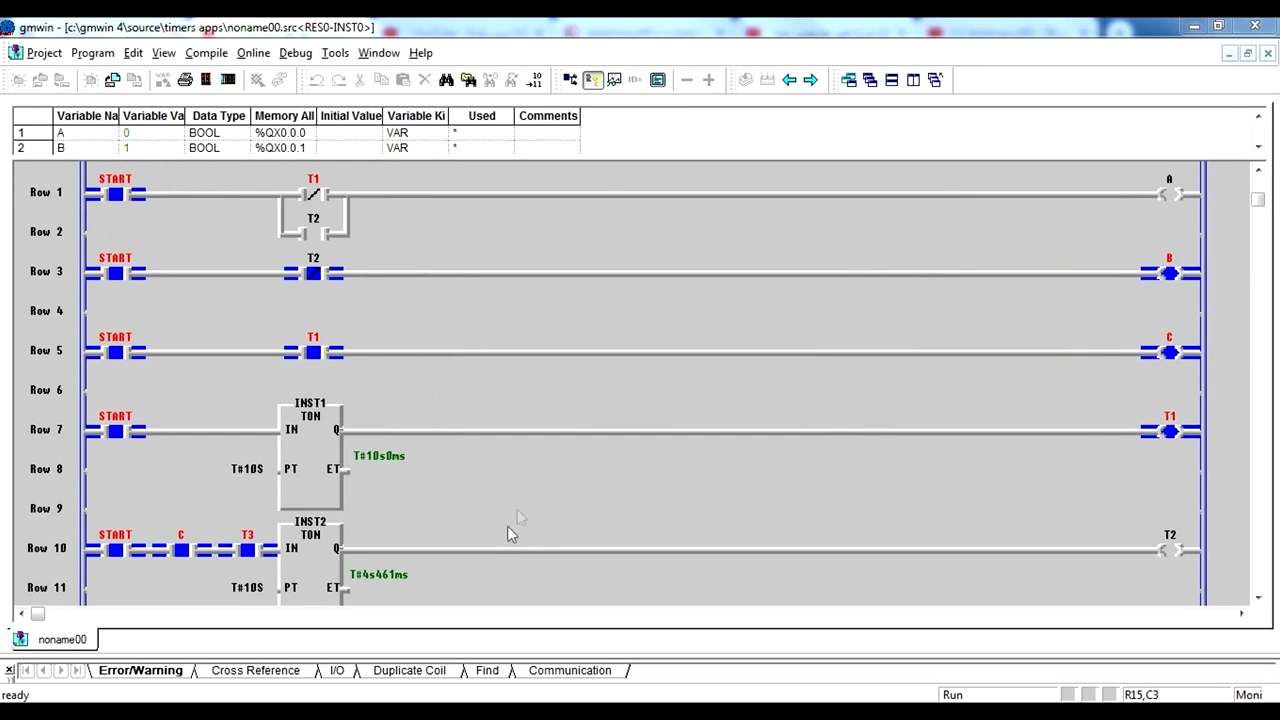 gmwin - [c:\gmwin 4\source\timers apps\noname00.src<RES0-INST0>]
Project Program Edit View Compile Online Debug Tools Window Help
Variable Na Variable Va Data Type Memory All Initial Value Variable Ki Used Comments
1 A 0 BOOL %QX0.0.0 VAR *
2 B 1 BOOL %QX0.0.1 VAR *
START T1 A
Row 1
T2
Row 2
START T2 B
Row 3
Row 4
START T1 C
Row 5
Row 6
INST1
START TON T1
Row 7 IN Q
T#10s0ms
Row 8 T#10S PT ET
Row 9
INST2
START C T3 TON T2
Row 10 IN Q
T#4s461ms
Row 11 T#10S PT ET
noname00
Error/Warning Cross Reference I/O Duplicate Coil Find Communication
ready Run R15,C3 Moni